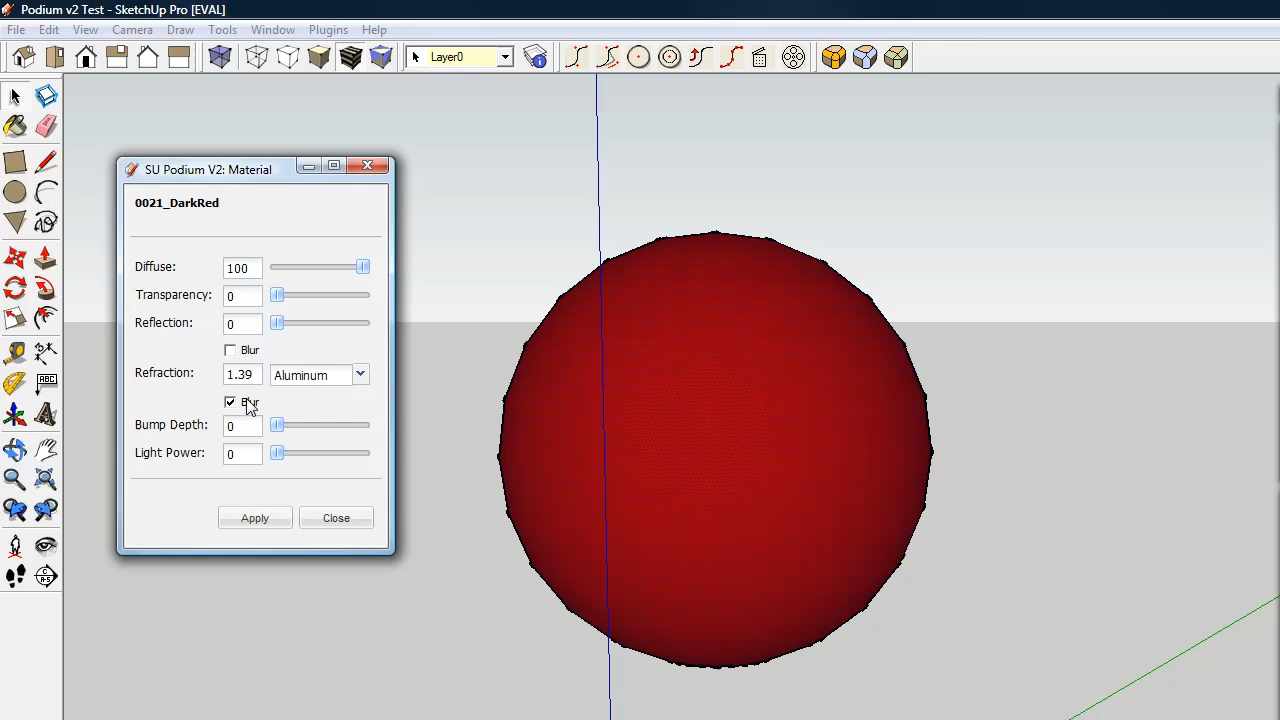 Podium v2 Test - SketchUp Pro [EVAL]
File Edit View Camera Draw Tools Window Plugins Help
Layer0
SU Podium V2: Material
0021_DarkRed
Diffuse: 100
Transparency: 0
Reflection: 0
Blur
Refraction: 1.39 Aluminum
Bump Depth: 0
ABC
Light Power: 0
Apply Close